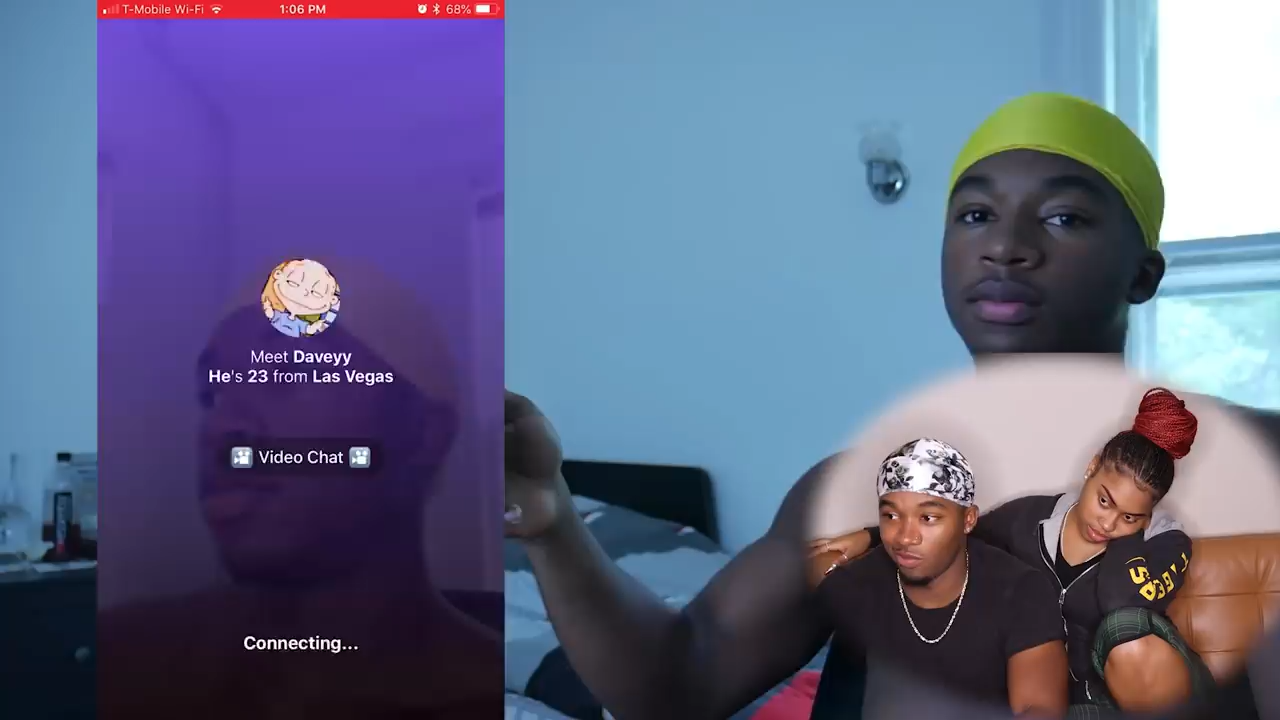 T-Mobile Wi-Fi 1:06 PM 68%
Meet Daveyy
He's 23 from Las Vegas
Video Chat
Connecting...